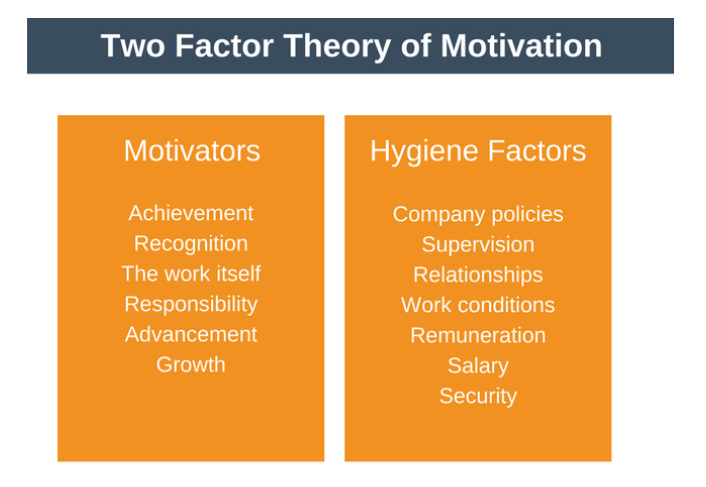 Two Factor Theory of Motivation
Motivators
Achievement
Recognition
The work itself
Responsibility
Advancement
Growth
Hygiene Factors
Company policies
Supervision
Relationships
Work conditions
Remuneration
Salary
Security